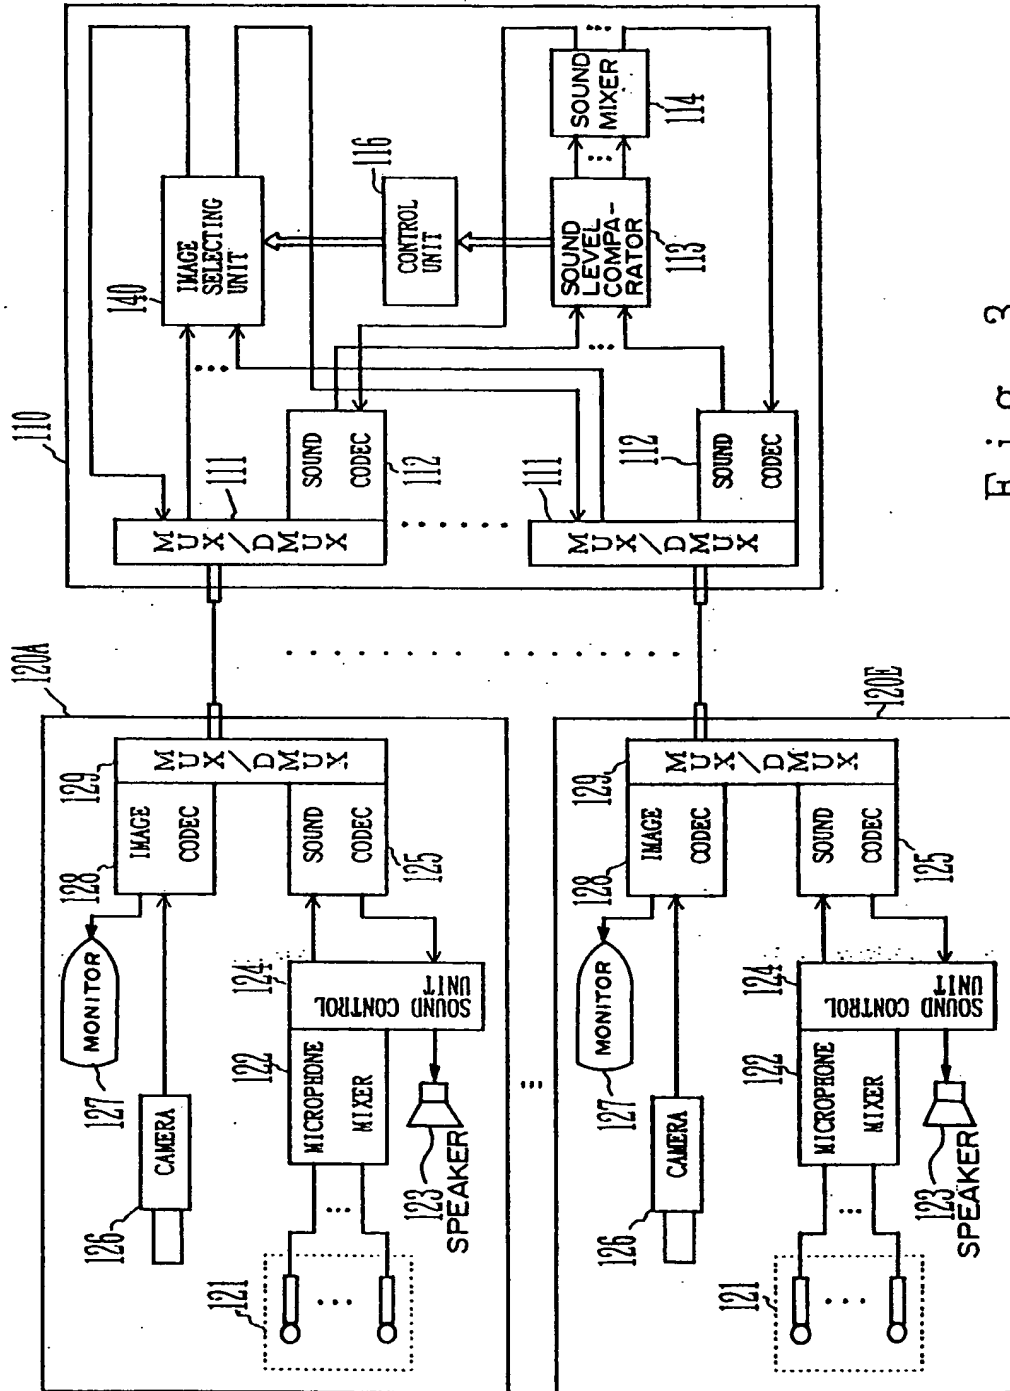 120A
121
126
CAMERA
127
MONITOR
128
IMAGE
CODEC
129
MUX/DMUX
122
MICROPHONE
MIXER
123
SPEAKER
124
SOUND CONTROL
UNIT
SOUND
CODEC
125
120E
121
126
CAMERA
127
MONITOR
128
IMAGE
CODEC
129
MUX/DMUX
122
MICROPHONE
MIXER
123
SPEAKER
124
SOUND CONTROL
UNIT
SOUND
CODEC
125
110
111
MUX/DMUX
SOUND
CODEC
112
111
MUX/DMUX
SOUND
CODEC
112
140
IMAGE
SELECTING
UNIT
116
CONTROL
UNIT
SOUND
LEVEL
COMPA-
RATOR
113
SOUND
MIXER
114
Fig. 3